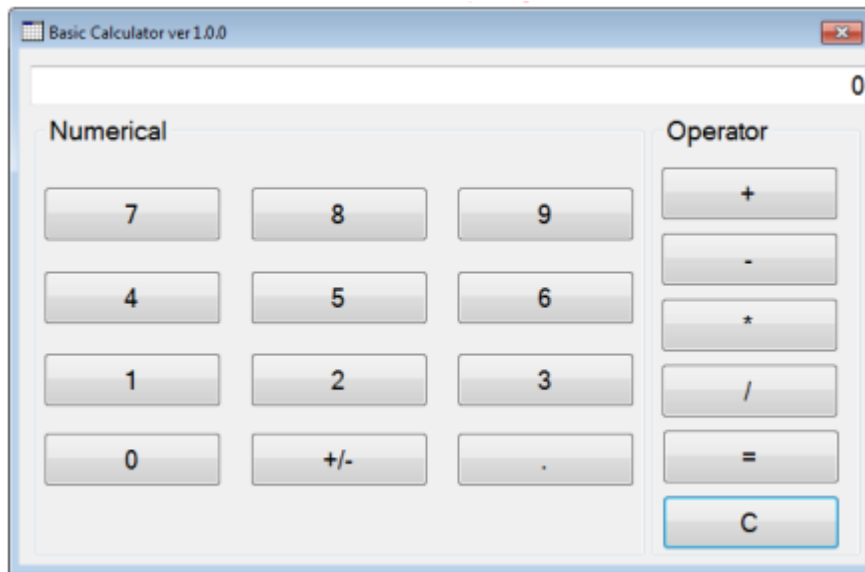 Basic Calculator ver 1.0.0
0
Numerical
7 8 9
4 5 6
1 2 3
0 +/- .
Operator
+
-
*
/
=
C